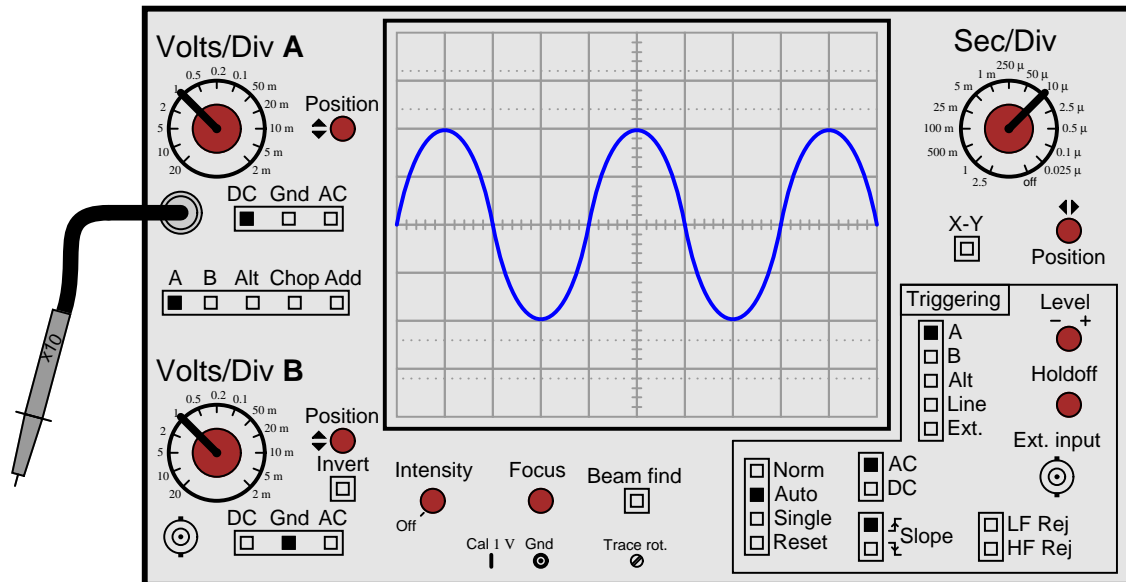 Volts/Div A
0.5 0.2 0.1
1 50 m
2 20 m
5 10 m
10 5 m
20 2 m
Position
DC Gnd AC
A B Alt Chop Add
X10
Volts/Div B
0.5 0.2 0.1
1 50 m
2 20 m
5 10 m
10 5 m
20 2 m
Position
Invert
DC Gnd AC
Intensity
Off
Focus
Beam find
Cal 1 V Gnd
Trace rot.
Sec/Div
250 µ
1 m 50 µ
5 m 10 µ
25 m 2.5 µ
100 m 0.5 µ
500 m 0.1 µ
1 0.025 µ
2.5 off
X-Y
Position
Triggering
A
B
Alt
Line
Ext.
Level
– +
Holdoff
Ext. input
Norm
Auto
Single
Reset
AC
DC
Slope
LF Rej
HF Rej